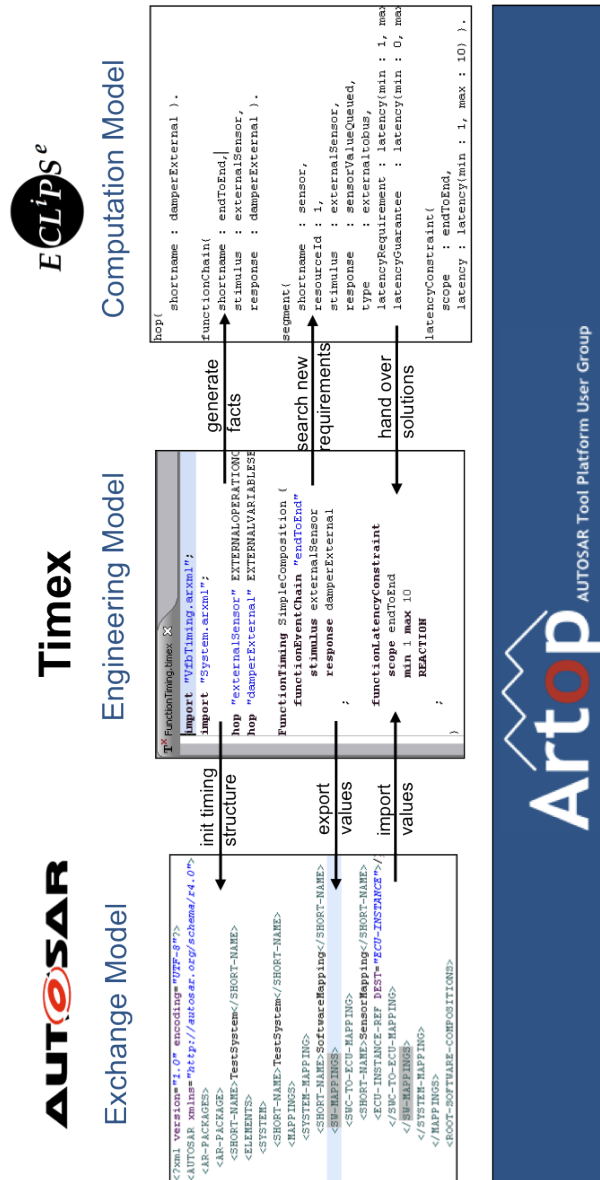 AUTOSAR
Exchange Model
<?xml version="1.0" encoding="UTF-8"?>
<AUTOSAR xmlns="http://autosar.org/schema/r4.0">
<AR-PACKAGES>
<AR-PACKAGE>
<SHORT-NAME>TestSystem</SHORT-NAME>
<ELEMENTS>
<SYSTEM>
<SHORT-NAME>TestSystem</SHORT-NAME>
<MAPPINGS>
<SYSTEM-MAPPING>
<SHORT-NAME>SoftwareMapping</SHORT-NAME>
<SW-MAPPINGS>
<SWC-TO-ECU-MAPPING>
<SHORT-NAME>SensorMapping</SHORT-NAME>
<ECU-INSTANCE-REF DEST="ECU-INSTANCE">/
</SWC-TO-ECU-MAPPING>
</SW-MAPPINGS>
</SYSTEM-MAPPING>
</MAPPINGS>
<ROOT-SOFTWARE-COMPOSITIONS>
init timing
structure
export
values
import
values
Timex
Engineering Model
FunctionTiming.timex
import "VfbTiming.arxml";
import "System.arxml";
hop "externalSensor" EXTERNALOPERATIONC
hop "damperExternal" EXTERNALVARIABLESE
FunctionTiming SimpleComposition {
functionEventChain "endToEnd"
stimulus externalSensor
response damperExternal
;
functionLatencyConstraint
scope endToEnd
min 1 max 10
REACTION
;
}
generate
facts
search new
requirements
hand over
solutions
ECLiPSe
Computation Model
hop(
shortname : damperExternal ).
functionChain(
shortname : endToEnd,
stimulus : externalSensor,
response : damperExternal ).
segment(
shortname : sensor,
resourceId : 1,
stimulus : externalSensor,
response : sensorValueQueued,
type : externaltobus,
latencyRequirement : latency(min : 1, max
latencyGuarantee : latency(min : 0, max
latencyConstraint(
scope : endToEnd,
latency : latency(min : 1, max : 10) ).
Artop AUTOSAR Tool Platform User Group